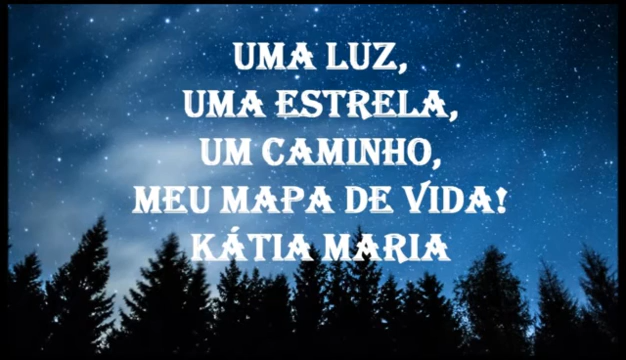 UMA LUZ,
UMA ESTRELA,
UM CAMINHO,
MEU MAPA DE VIDA!
KÁTIA MARIA